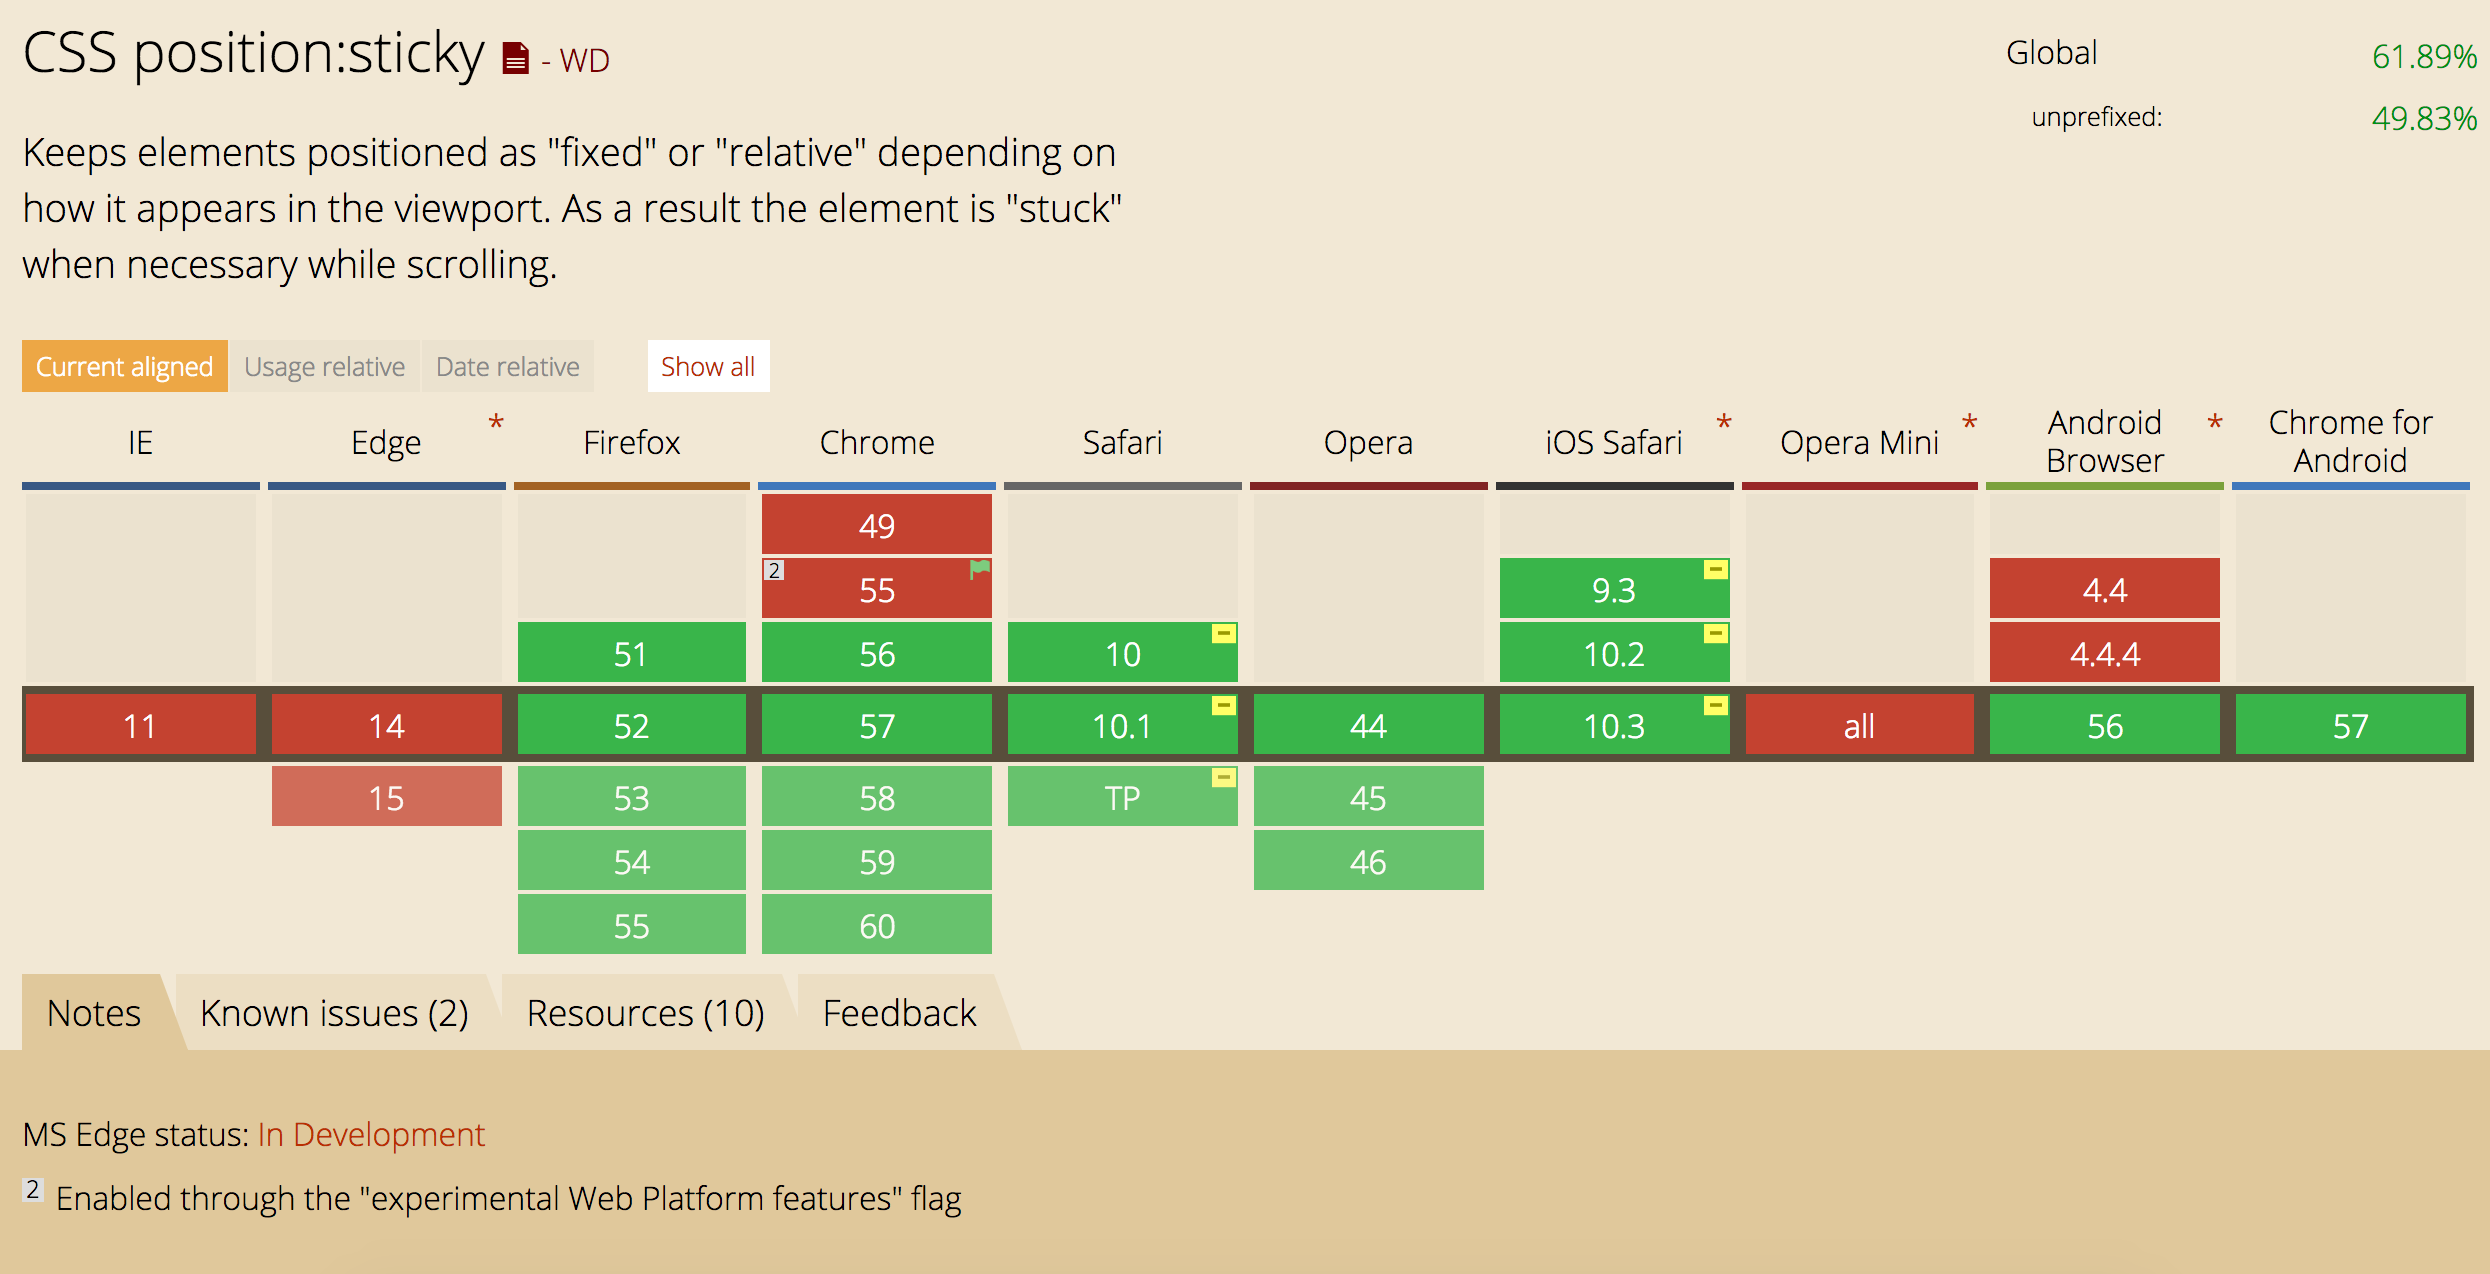 CSS position:sticky - WD
Global 61.89%
unprefixed: 49.83%
Keeps elements positioned as "fixed" or "relative" depending on
how it appears in the viewport. As a result the element is "stuck"
when necessary while scrolling.
Current aligned Usage relative Date relative Show all
IE Edge * Firefox Chrome Safari Opera iOS Safari * Opera Mini * Android Browser * Chrome for Android
49
2 55 9.3 4.4
51 56 10 10.2 4.4.4
11 14 52 57 10.1 44 10.3 all 56 57
15 53 58 TP 45
54 59 46
55 60
Notes Known issues (2) Resources (10) Feedback
MS Edge status: In Development
2 Enabled through the "experimental Web Platform features" flag